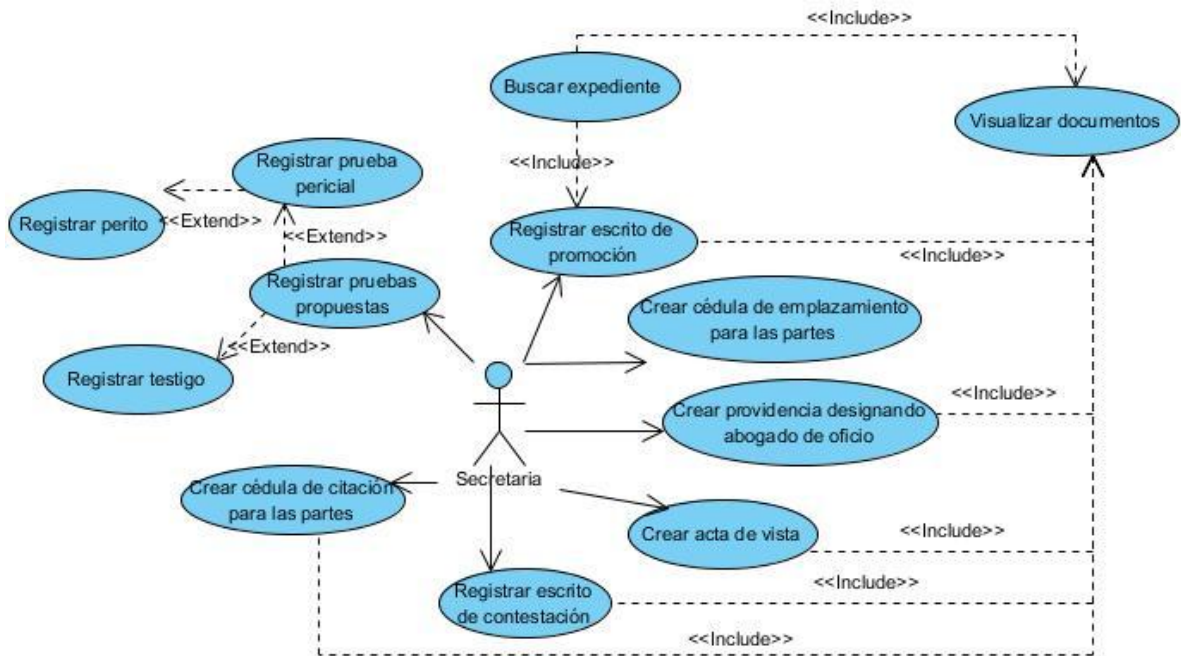 <<Include>>
Buscar expediente
Visualizar documentos
<<Include>>
Registrar prueba
pericial
Registrar perito
<<Extend>>
<<Extend>>
Registrar escrito de
promoción
<<Include>>
Registrar pruebas
propuestas
Crear cédula de emplazamiento
para las partes
<<Extend>>
Registrar testigo
<<Include>>
Crear providencia designando
abogado de oficio
Secretaria
Crear cédula de citación
para las partes
Crear acta de vista
<<Include>>
<<Include>>
Registrar escrito
de contestación
<<Include>>